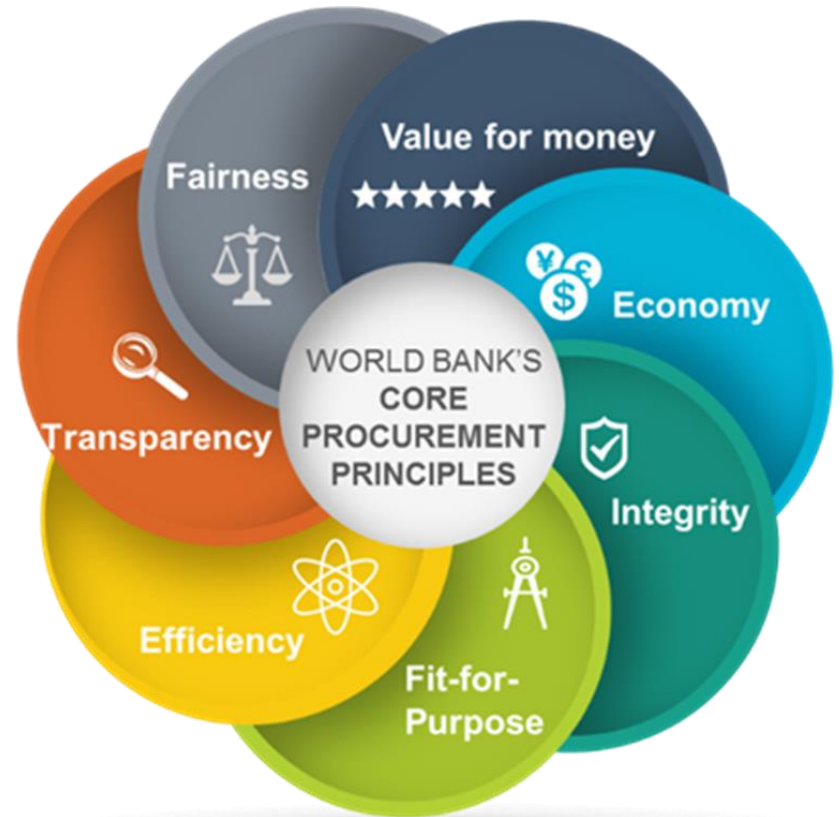 Value for money
Economy
Integrity
Fit-for-
Purpose
Efficiency
Transparency
Fairness
WORLD BANK'S
CORE
PROCUREMENT
PRINCIPLES
¥
£
$